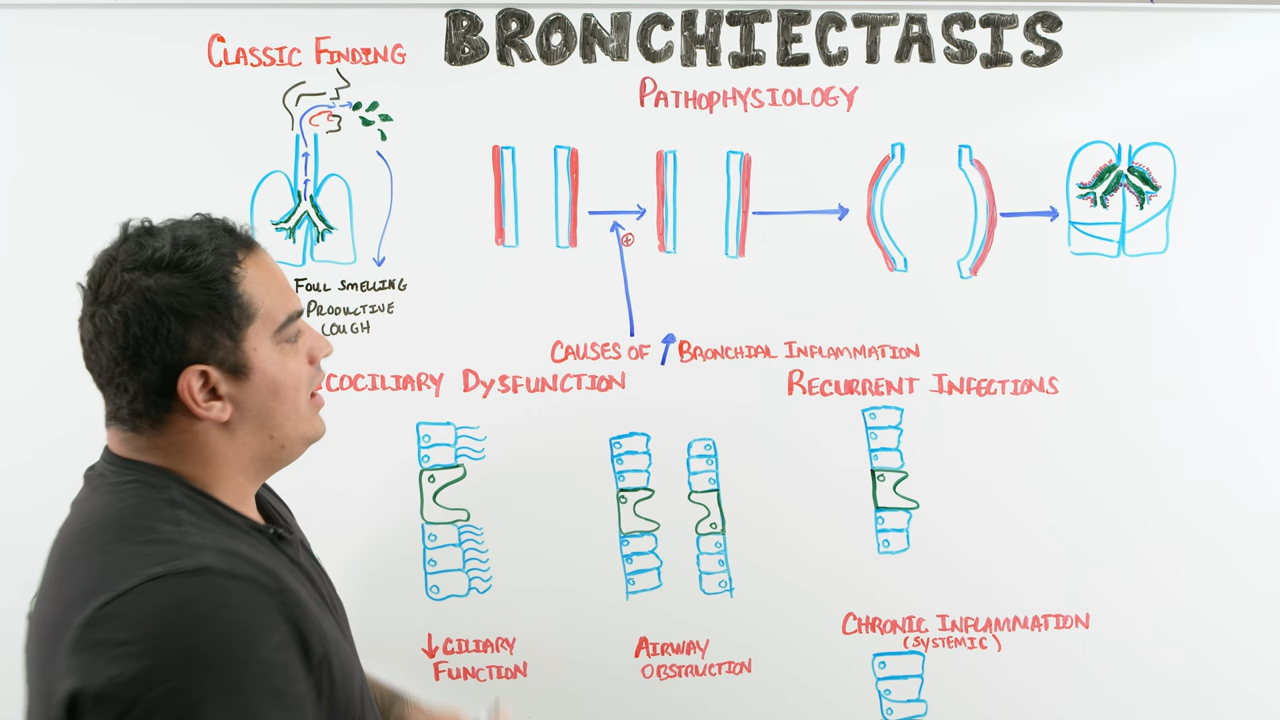 BRONCHIECTASIS
CLASSIC FINDING
PATHOPHYSIOLOGY
FOUL SMELLING
PRODUCTIVE
COUGH
+
CAUSES OF ↑ BRONCHIAL INFLAMMATION
COCILIARY DYSFUNCTION
RECURRENT INFECTIONS
↓ CILIARY
FUNCTION
AIRWAY
OBSTRUCTION
CHRONIC INFLAMMATION
(SYSTEMIC)